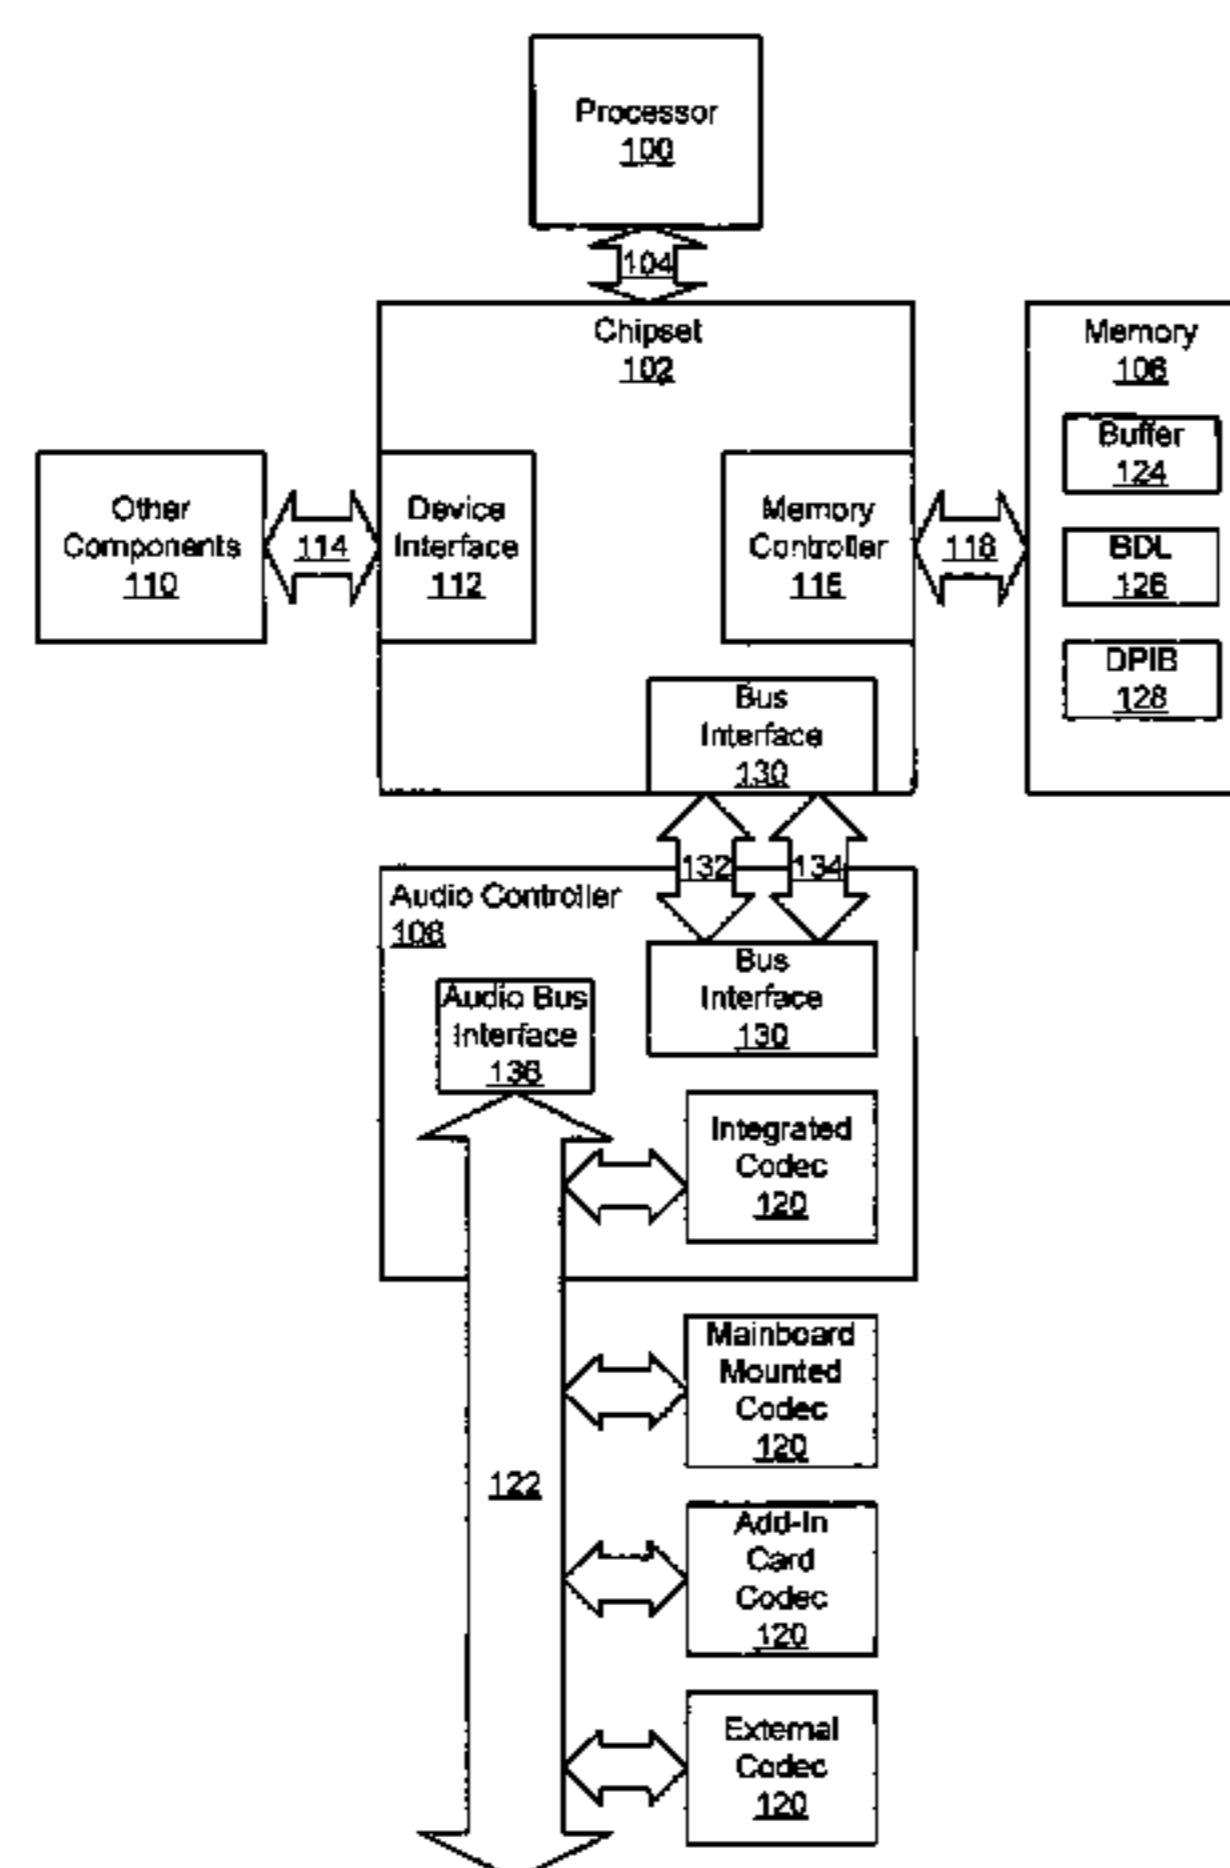 Processor
100
104
Chipset
102
Memory
106
Buffer
124
BDL
126
DPIB
128
Other
Components
110
114
Device
Interface
112
Memory
Controller
116
118
Bus
Interface
130
132
134
Audio Controller
108
Bus
Interface
130
Audio Bus
Interface
136
Integrated
Codec
120
Mainboard
Mounted
Codec
120
122
Add-In
Card
Codec
120
External
Codec
120